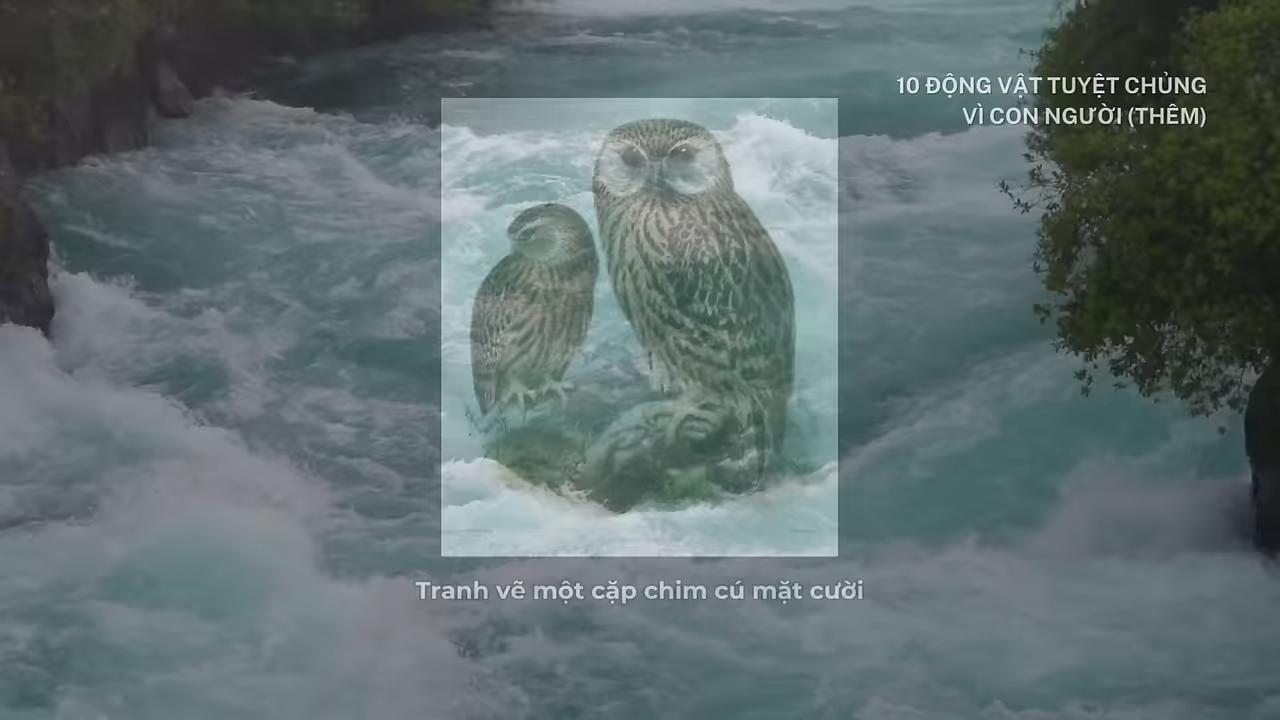 10 ĐỘNG VẬT TUYỆT CHỦNG
VÌ CON NGƯỜI (THÊM)
Tranh vẽ một cặp chim cú mặt cười